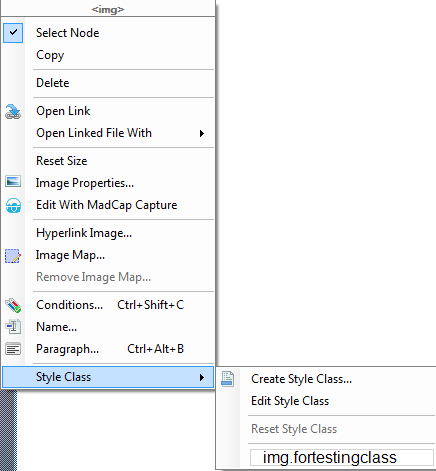 <img>
Select Node
Copy
Delete
Open Link
Open Linked File With
Reset Size
Image Properties...
Edit With MadCap Capture
Hyperlink Image...
Image Map...
Remove Image Map...
Conditions... Ctrl+Shift+C
Name...
Paragraph... Ctrl+Alt+B
Style Class
Create Style Class...
Edit Style Class
Reset Style Class
img.fortestingclass